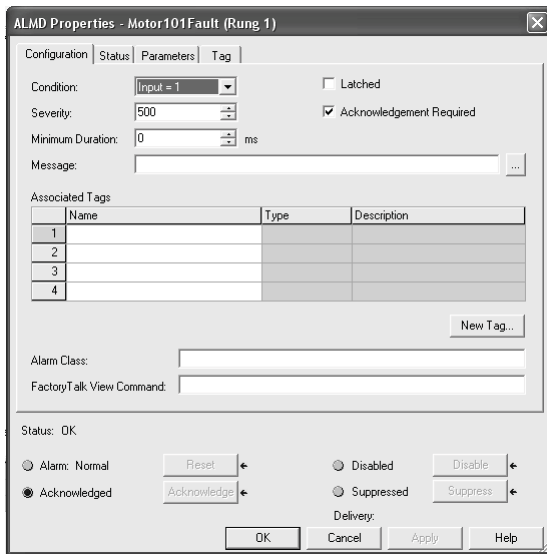 ALMD Properties - Motor101Fault (Rung 1)
Configuration Status Parameters Tag
Condition: Input = 1 Latched
Severity: 500 Acknowledgement Required
Minimum Duration: 0 ms
Message: ...
Associated Tags
Name Type Description
1
2
3
4
New Tag...
Alarm Class:
FactoryTalk View Command:
Status: OK
Alarm: Normal Reset Disabled Disable
Acknowledged Acknowledge Suppressed Suppress
Delivery:
OK Cancel Apply Help